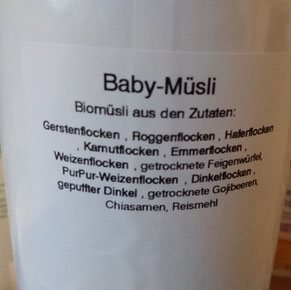 Baby-Müsli
Biomüsli aus den Zutaten:
Gerstenflocken , Roggenflocken , Haferflocken
, Kamutflocken , Emmerflocken ,
Weizenflocken , getrocknete Feigenwürfel,
PurPur-Weizenflocken , Dinkelflocken ,
gepuffter Dinkel , getrocknete Gojibeeren,
Chiasamen, Reismehl